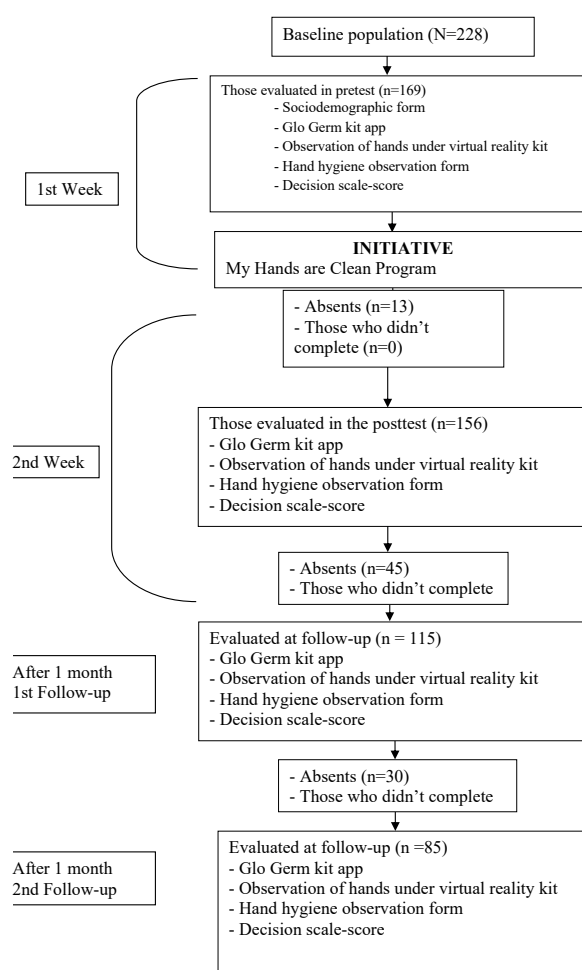 Baseline population (N=228)
Those evaluated in pretest (n=169)
- Sociodemographic form
- Glo Germ kit app
- Observation of hands under virtual reality kit
- Hand hygiene observation form
- Decision scale-score
1st Week
INITIATIVE
My Hands are Clean Program
- Absents (n=13)
- Those who didn't
complete (n=0)
Those evaluated in the posttest (n=156)
- Glo Germ kit app
- Observation of hands under virtual reality kit
- Hand hygiene observation form
- Decision scale-score
2nd Week
- Absents (n=45)
- Those who didn't complete
Evaluated at follow-up (n = 115)
- Glo Germ kit app
- Observation of hands under virtual reality kit
- Hand hygiene observation form
- Decision scale-score
After 1 month
1st Follow-up
- Absents (n=30)
- Those who didn't complete
Evaluated at follow-up (n =85)
- Glo Germ kit app
- Observation of hands under virtual reality kit
- Hand hygiene observation form
- Decision scale-score
After 1 month
2nd Follow-up